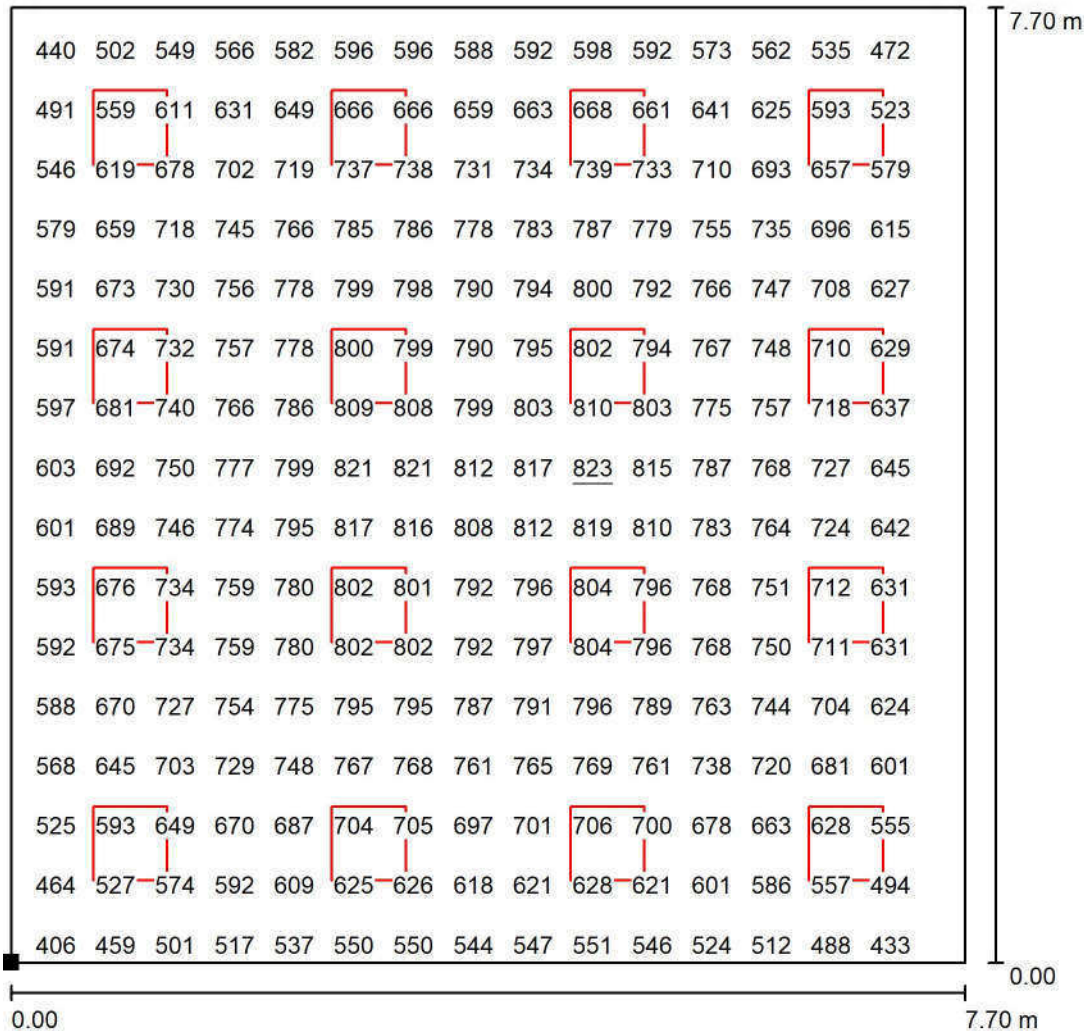 7.70 m
440 502 549 566 582 596 596 588 592 598 592 573 562 535 472
491 559 611 631 649 666 666 659 663 668 661 641 625 593 523
546 619 678 702 719 737 738 731 734 739 733 710 693 657 579
579 659 718 745 766 785 786 778 783 787 779 755 735 696 615
591 673 730 756 778 799 798 790 794 800 792 766 747 708 627
591 674 732 757 778 800 799 790 795 802 794 767 748 710 629
597 681 740 766 786 809 808 799 803 810 803 775 757 718 637
603 692 750 777 799 821 821 812 817 823 815 787 768 727 645
601 689 746 774 795 817 816 808 812 819 810 783 764 724 642
593 676 734 759 780 802 801 792 796 804 796 768 751 712 631
592 675 734 759 780 802 802 792 797 804 796 768 750 711 631
588 670 727 754 775 795 795 787 791 796 789 763 744 704 624
568 645 703 729 748 767 768 761 765 769 761 738 720 681 601
525 593 649 670 687 704 705 697 701 706 700 678 663 628 555
464 527 574 592 609 625 626 618 621 628 621 601 586 557 494
406 459 501 517 537 550 550 544 547 551 546 524 512 488 433
0.00
0.00 7.70 m